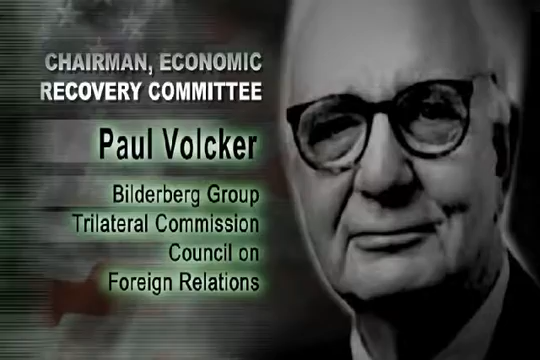 CHAIRMAN, ECONOMIC
RECOVERY COMMITTEE
Paul Volcker
Bilderberg Group
Trilateral Commission
Council on
Foreign Relations